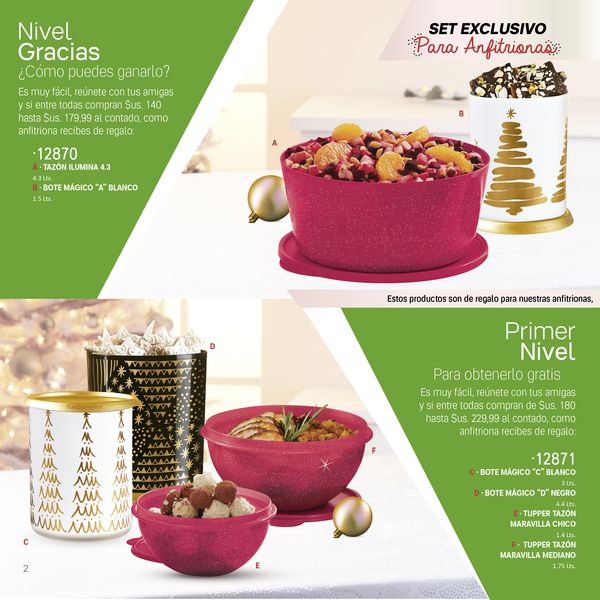 Nivel
Gracias
¿Cómo puedes ganarlo?
Es muy fácil, reúnete con tus amigas
y si entre todas compran $us. 140
hasta $us. 179,99 al contado, como
anfitriona recibes de regalo:
·12870
A · TAZÓN ILUMINA 4.3
4.3 Lts.
B · BOTE MÁGICO "A" BLANCO
1.5 Lts.
SET EXCLUSIVO
Para Anfitrionas
A
B
Estos productos son de regalo para nuestras anfitrionas,
Primer
Nivel
Para obtenerlo gratis
Es muy fácil, reúnete con tus amigas
y si entre todas compran de $us. 180
hasta $us. 229,99 al contado, como
anfitriona recibes de regalo:
·12871
C · BOTE MÁGICO "C" BLANCO
3 Lts.
D · BOTE MÁGICO "D" NEGRO
4.4 Lts.
E · TUPPER TAZÓN
MARAVILLA CHICO
1.4 Lts.
F · TUPPER TAZÓN
MARAVILLA MEDIANO
1.75 Lts.
D
F
C
E
2